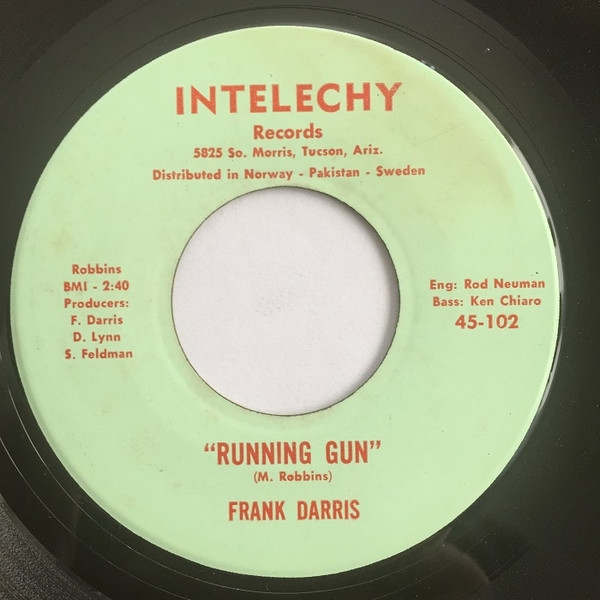 INTELECHY
Records
5825 So. Morris, Tucson, Ariz.
Distributed in Norway - Pakistan - Sweden
Robbins
BMI - 2:40
Producers:
F. Darris
D. Lynn
S. Feldman
Eng: Rod Neuman
Bass: Ken Chiaro
45-102
"RUNNING GUN"
(M. Robbins)
FRANK DARRIS